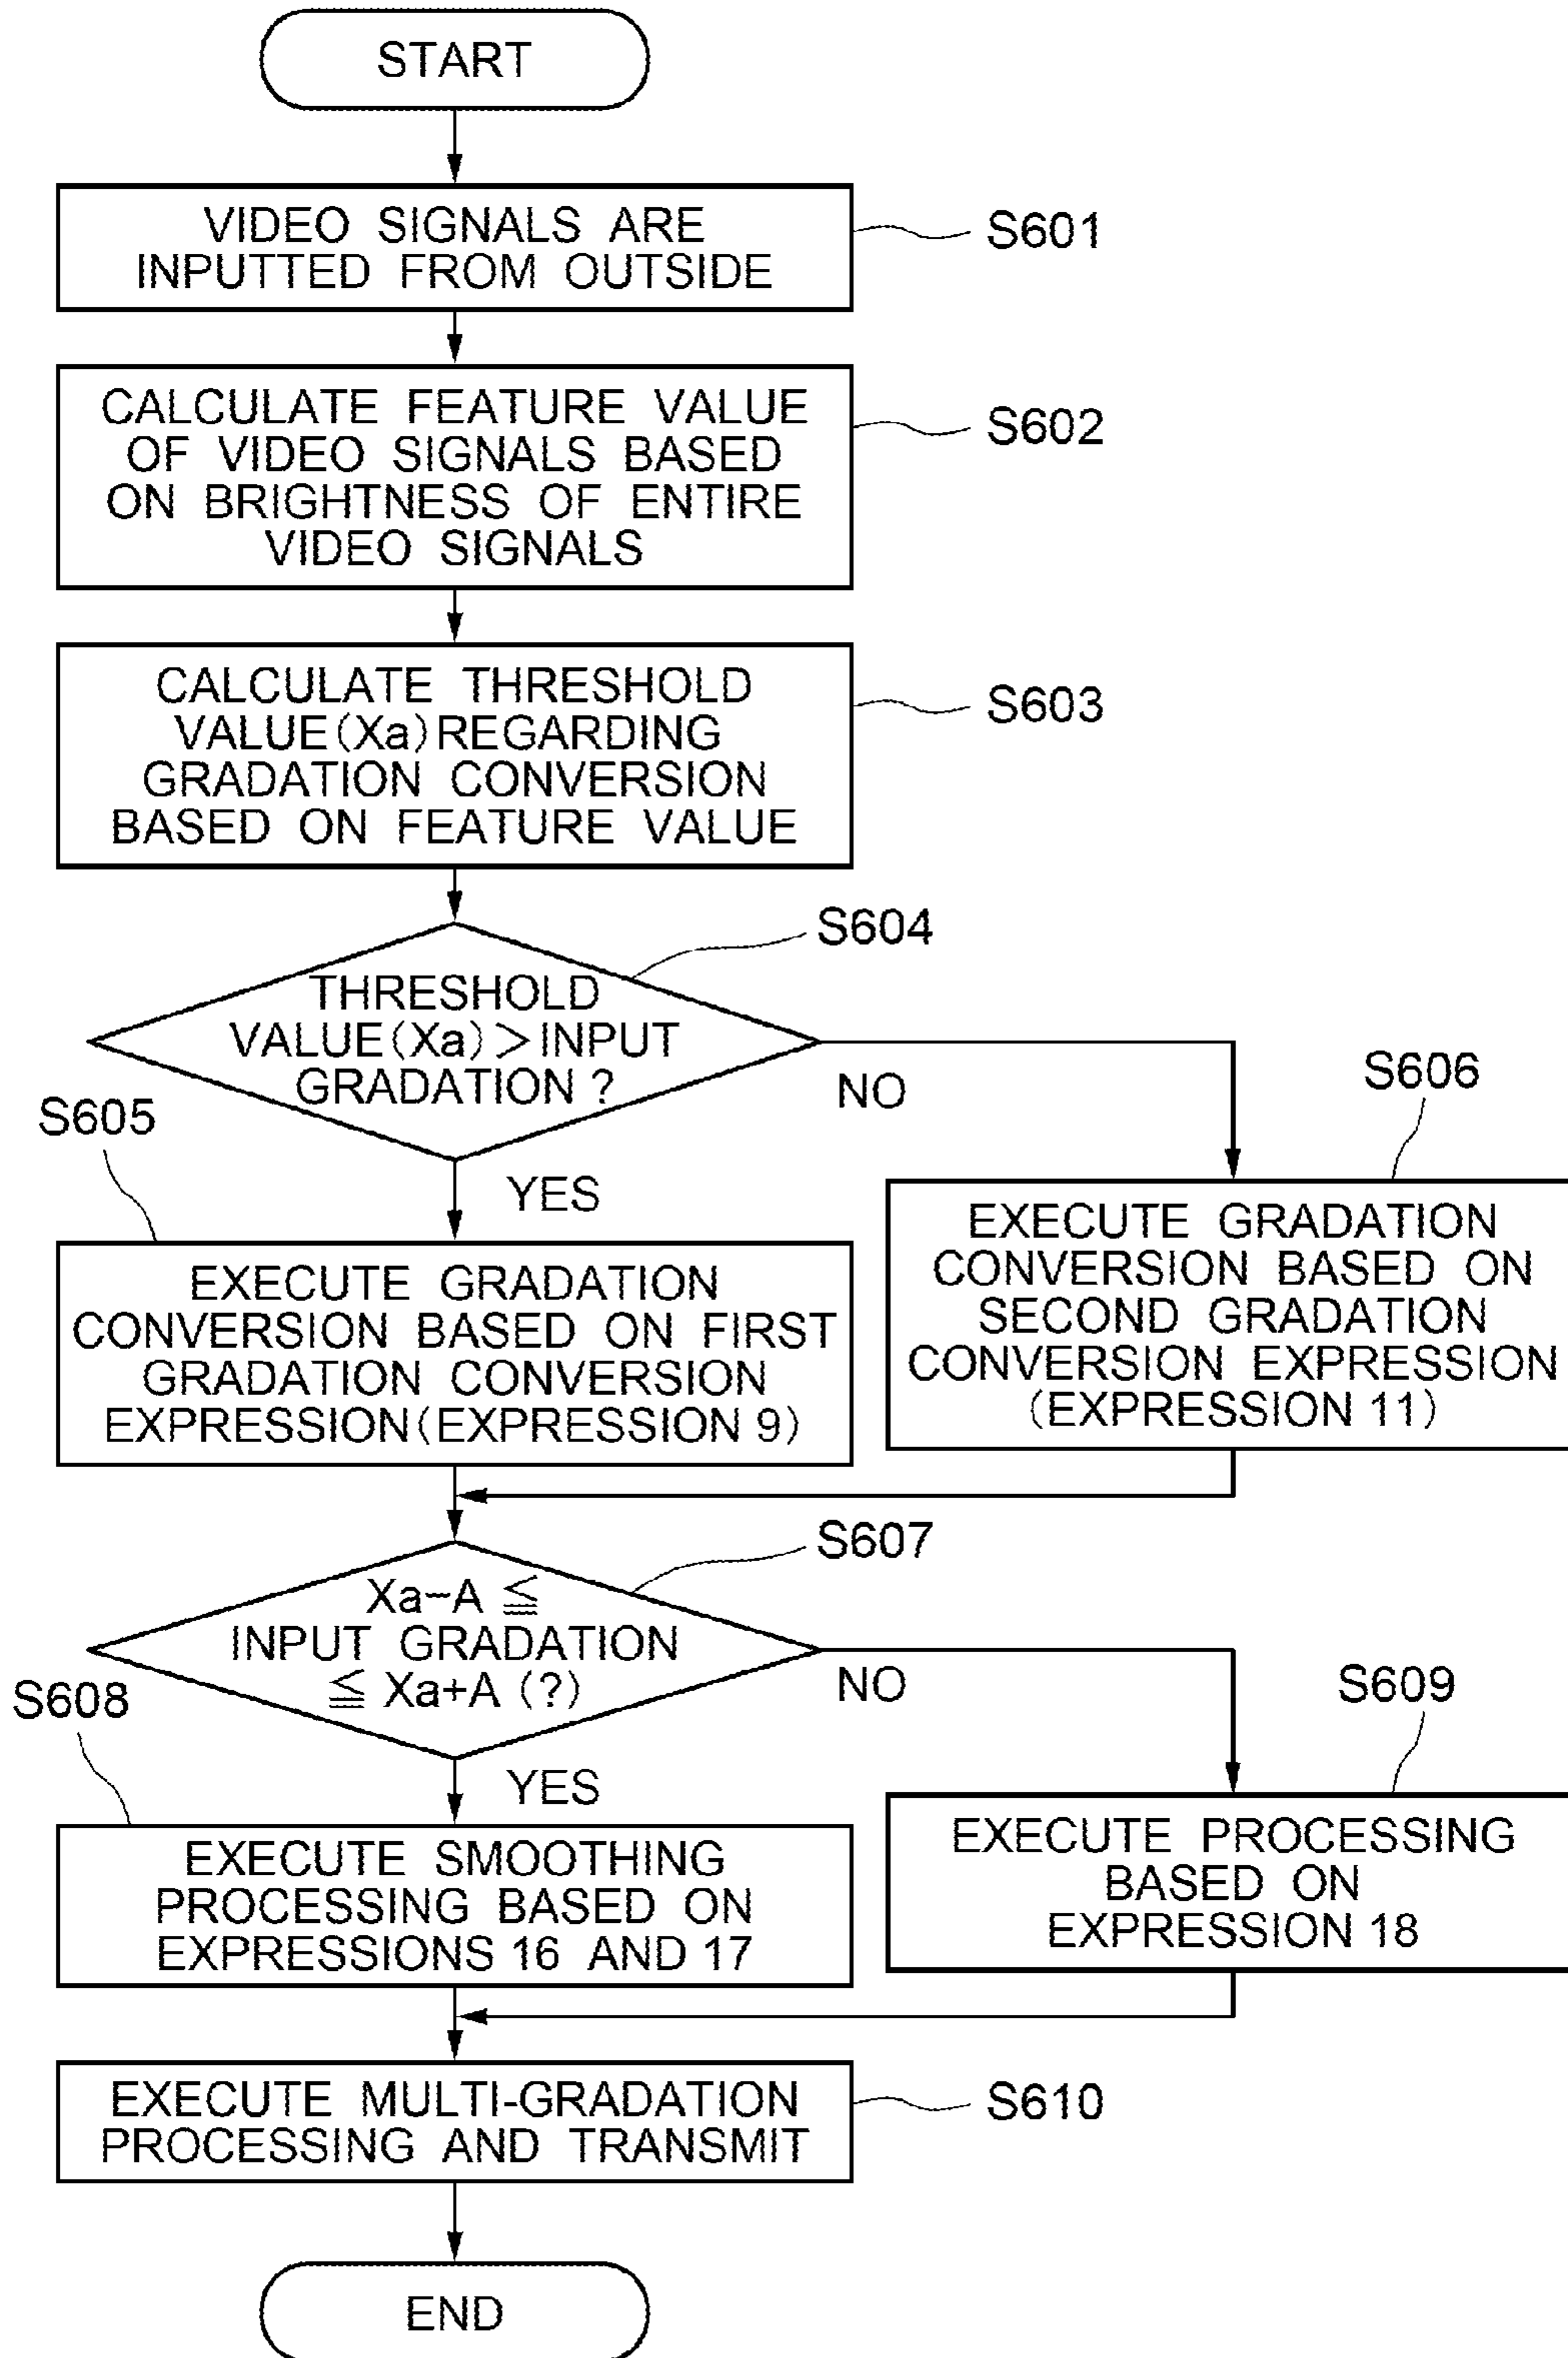 START
VIDEO SIGNALS ARE
INPUTTED FROM OUTSIDE
S601
CALCULATE FEATURE VALUE
OF VIDEO SIGNALS BASED
ON BRIGHTNESS OF ENTIRE
VIDEO SIGNALS
S602
CALCULATE THRESHOLD
VALUE(Xa)REGARDING
GRADATION CONVERSION
BASED ON FEATURE VALUE
S603
S604
THRESHOLD
VALUE(Xa)>INPUT
GRADATION ?
NO
YES
S605
EXECUTE GRADATION
CONVERSION BASED ON FIRST
GRADATION CONVERSION
EXPRESSION(EXPRESSION 9)
S606
EXECUTE GRADATION
CONVERSION BASED ON
SECOND GRADATION
CONVERSION EXPRESSION
(EXPRESSION 11)
S607
Xa−A ≦
INPUT GRADATION
≦ Xa+A (?)
NO
YES
S608
EXECUTE SMOOTHING
PROCESSING BASED ON
EXPRESSIONS 16 AND 17
S609
EXECUTE PROCESSING
BASED ON
EXPRESSION 18
EXECUTE MULTI-GRADATION
PROCESSING AND TRANSMIT
S610
END